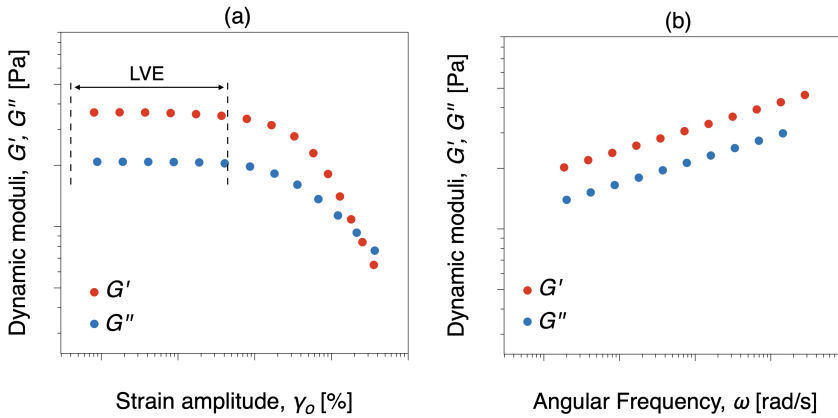 (a)
LVE
Dynamic moduli, G′, G″ [Pa]
G′
G″
Strain amplitude, γo [%]
(b)
Dynamic moduli, G′, G″ [Pa]
G′
G″
Angular Frequency, ω [rad/s]